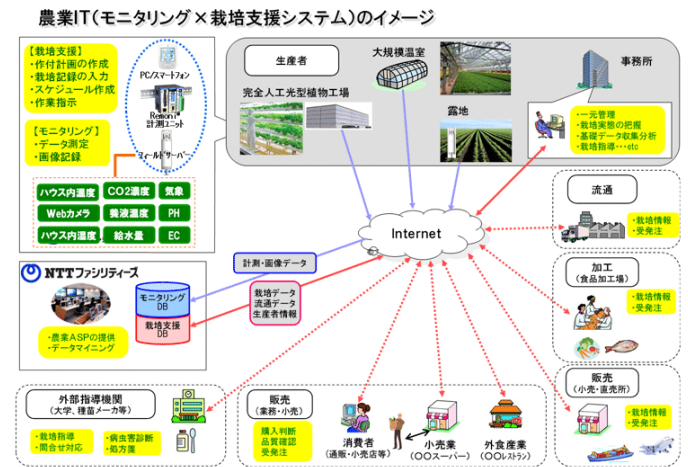 農業IT(モニタリング×栽培支援システム)のイメージ
【栽培支援】
・作付計画の作成
・栽培記録の入力
・スケジュール作成
・作業指示
【モニタリング】
・データ測定
・画像記録
PC/スマートフォン
Remoni
計測ユニット
フィールドサーバー
ハウス内温度
CO2濃度
気象
Webカメラ
養液温度
PH
ハウス内湿度
給水量
EC
生産者
大規模温室
完全人工光型植物工場
露地
事務所
・一元管理
・栽培実態の把握
・基礎データ収集分析
・栽培指導・・・etc
Internet
流通
・栽培情報
・受発注
加工
(食品加工場)
・栽培情報
・受発注
販売
(小売・直売所)
・栽培情報
・受発注
NTTファシリティーズ
モニタリング
DB
栽培支援
DB
・農業ASPの提供
・データマイニング
計測・画像データ
栽培データ
流通データ
生産者情報
外部指導機関
(大学、種苗メーカ等)
・栽培指導
・問合せ対応
・病虫害診断
・処方箋
販売
(業務・小売)
購入判断
品質確認
受発注
消費者
(通販・小売店等)
小売業
(〇〇スーパー)
外食産業
(〇〇レストラン)